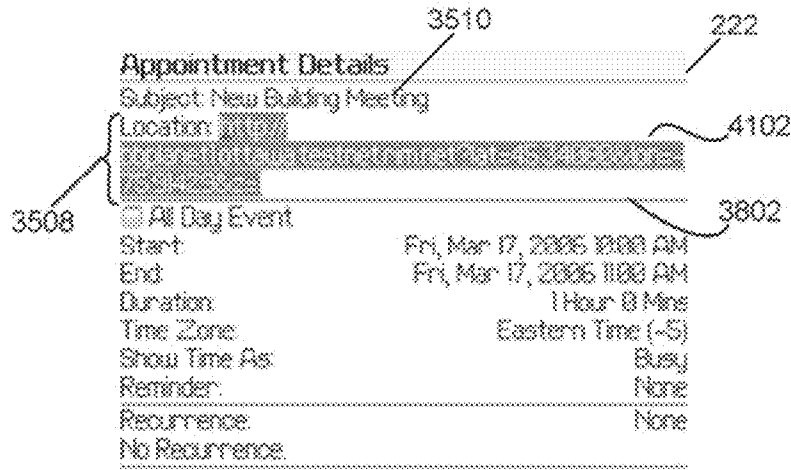 3510
222
Appointment Details
Subject: New Building Meeting
Location:
4102
3508
3802
All Day Event
Start: Fri, Mar 17, 2006 10:00 AM
End: Fri, Mar 17, 2006 11:00 AM
Duration: 1 Hour 0 Mins
Time Zone: Eastern Time (-5)
Show Time As: Busy
Reminder: None
Recurrence: None
No Recurrence.